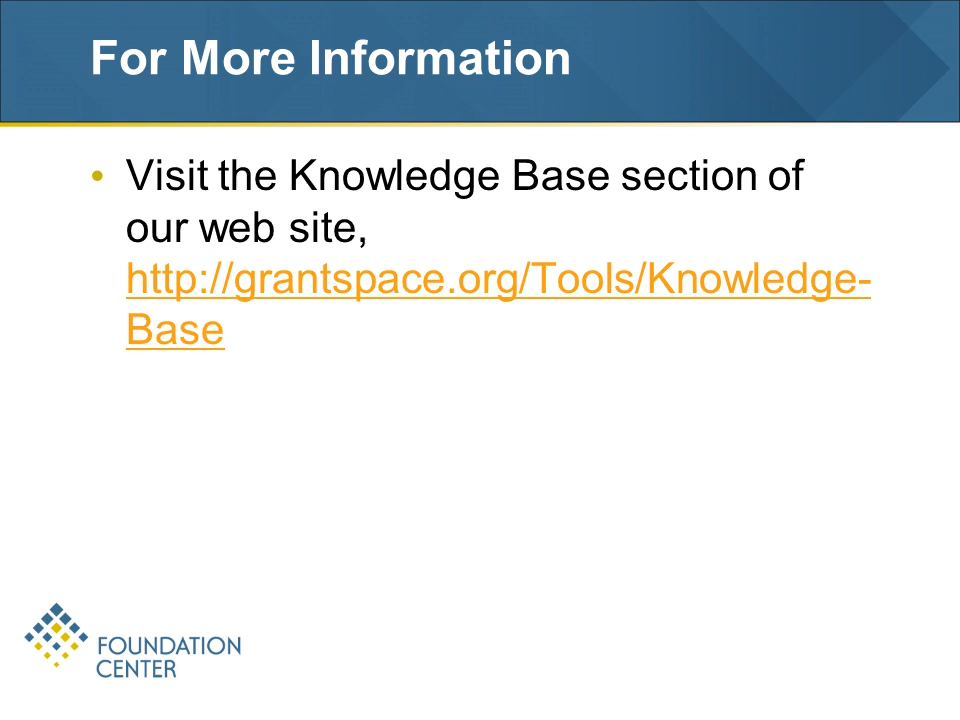 For More Information
• Visit the Knowledge Base section of
our web site,
http://grantspace.org/Tools/Knowledge-
Base
FOUNDATION
CENTER